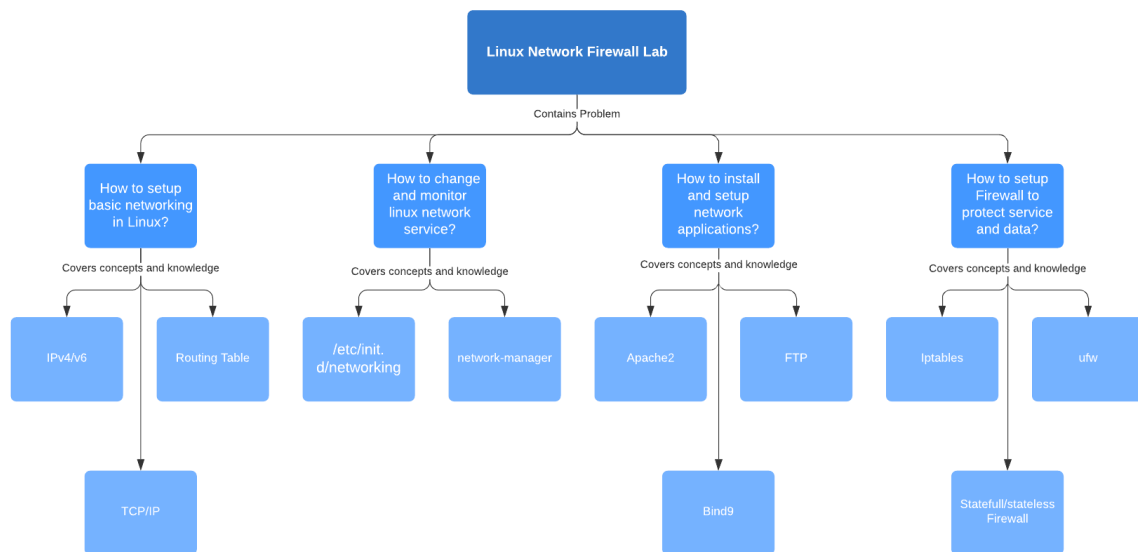 Linux Network Firewall Lab
Contains Problem
How to setup
basic networking
in Linux?
How to change
and monitor
linux network
service?
How to install
and setup
network
applications?
How to setup
Firewall to
protect service
and data?
Covers concepts and knowledge
Covers concepts and knowledge
Covers concepts and knowledge
Covers concepts and knowledge
IPv4/v6
Routing Table
/etc/init.
d/networking
network-manager
Apache2
FTP
Iptables
ufw
TCP/IP
Bind9
Statefull/stateless
Firewall